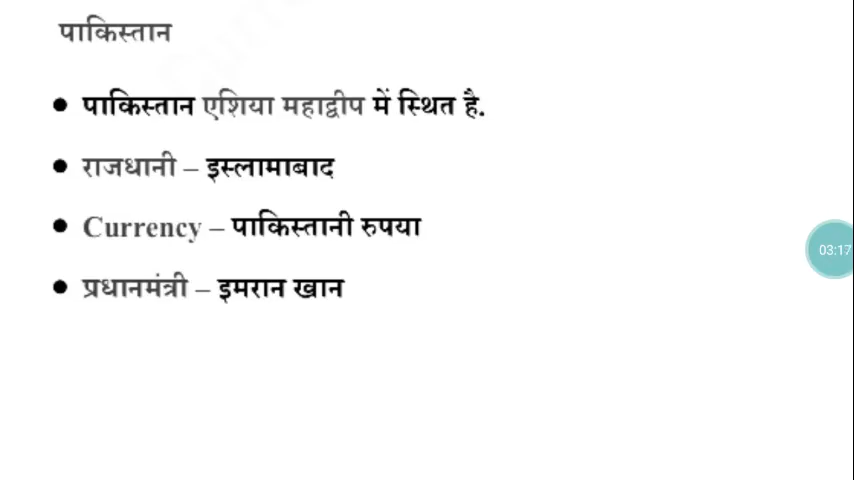 पाकिस्तान
● पाकिस्तान एशिया महाद्वीप में स्थित है.
● राजधानी – इस्लामाबाद
● Currency – पाकिस्तानी रुपया
03:17
● प्रधानमंत्री – इमरान खान